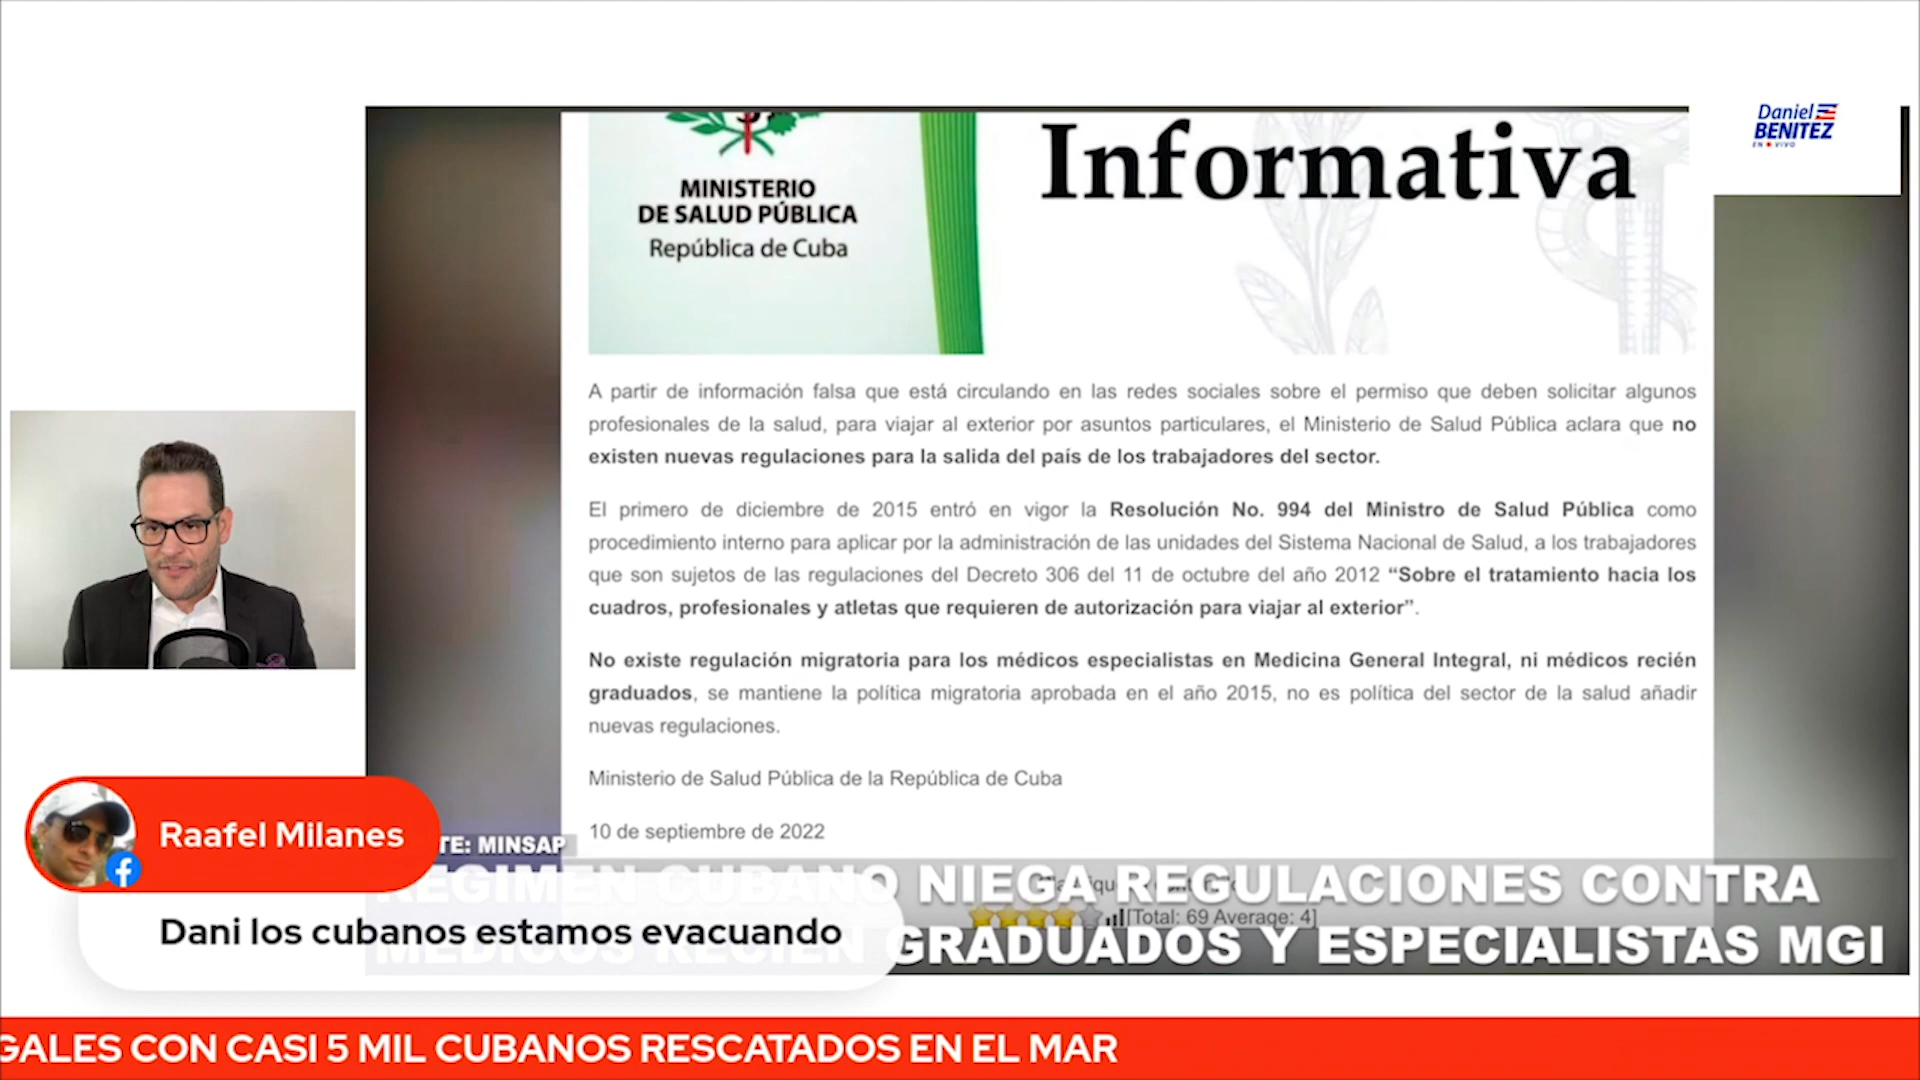 Daniel
BENITEZ
EN VIVO
Informativa
MINISTERIO
DE SALUD PÚBLICA
República de Cuba
A partir de información falsa que está circulando en las redes sociales sobre el permiso que deben solicitar algunos
profesionales de la salud, para viajar al exterior por asuntos particulares, el Ministerio de Salud Pública aclara que no
existen nuevas regulaciones para la salida del país de los trabajadores del sector.
El primero de diciembre de 2015 entró en vigor la Resolución No. 994 del Ministro de Salud Pública como
procedimiento interno para aplicar por la administración de las unidades del Sistema Nacional de Salud, a los trabajadores
que son sujetos de las regulaciones del Decreto 306 del 11 de octubre del año 2012 “Sobre el tratamiento hacia los
cuadros, profesionales y atletas que requieren de autorización para viajar al exterior”.
No existe regulación migratoria para los médicos especialistas en Medicina General Integral, ni médicos recién
graduados, se mantiene la política migratoria aprobada en el año 2015, no es política del sector de la salud añadir
nuevas regulaciones.
Ministerio de Salud Pública de la República de Cuba
10 de septiembre de 2022
TE: MINSAP
REGIMEN CUBANO NIEGA REGULACIONES CONTRA
[Total: 69 Average: 4]
MEDICOS RECIEN GRADUADOS Y ESPECIALISTAS MGI
Raafel Milanes
Dani los cubanos estamos evacuando
GALES CON CASI 5 MIL CUBANOS RESCATADOS EN EL MAR